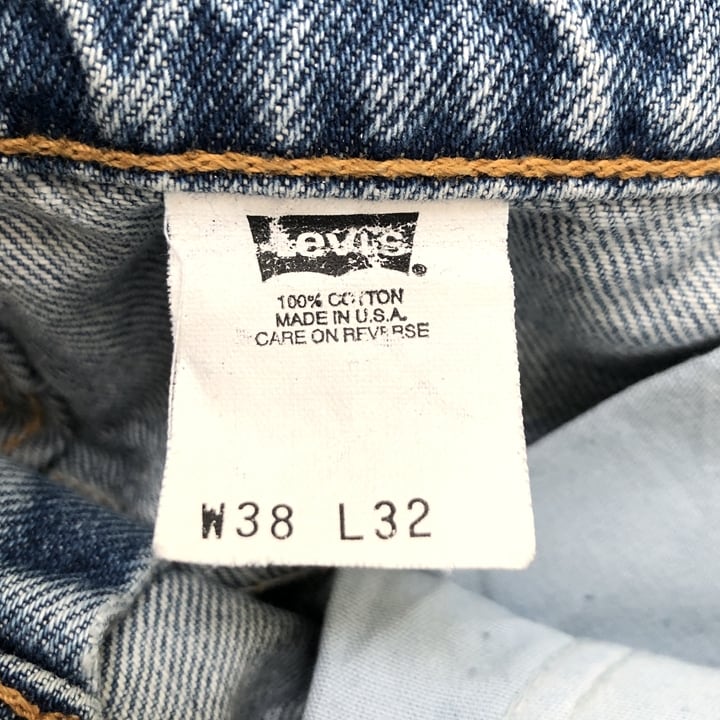 Levi's®
100% COTTON
MADE IN U.S.A.
CARE ON REVERSE
W38 L32